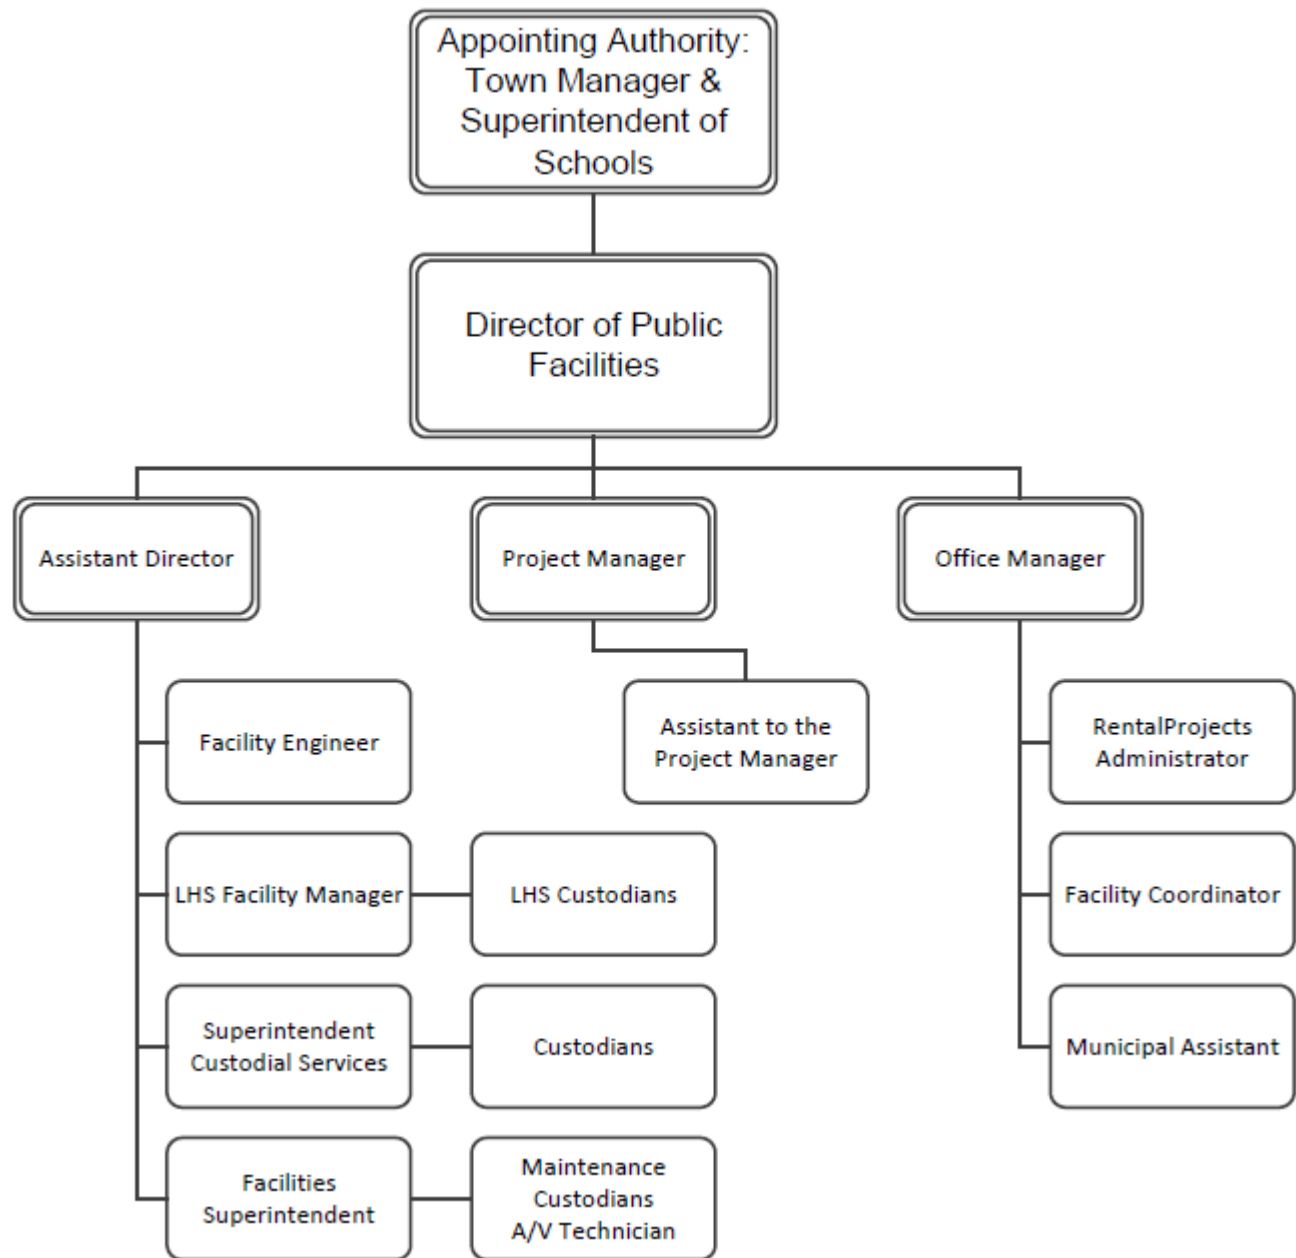 Appointing Authority:
Town Manager &
Superintendent of
Schools
Director of Public
Facilities
Assistant Director
Project Manager
Office Manager
Facility Engineer
Assistant to the
Project Manager
RentalProjects
Administrator
LHS Facility Manager
LHS Custodians
Facility Coordinator
Superintendent
Custodial Services
Custodians
Municipal Assistant
Facilities
Superintendent
Maintenance
Custodians
A/V Technician